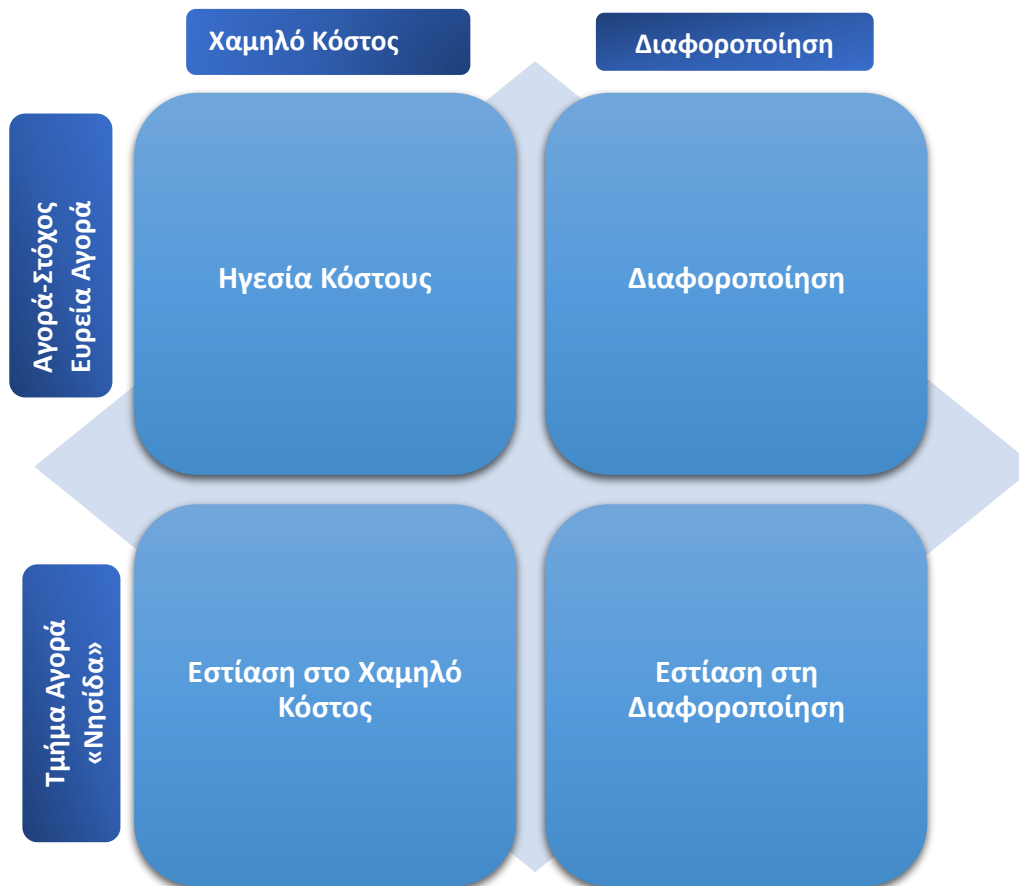 Χαμηλό Κόστος
Διαφοροποίηση
Αγορά-Στόχος
Ευρεία Αγορά
Ηγεσία Κόστους
Διαφοροποίηση
Τμήμα Αγορά
«Νησίδα»
Εστίαση στο Χαμηλό
Κόστος
Εστίαση στη
Διαφοροποίηση